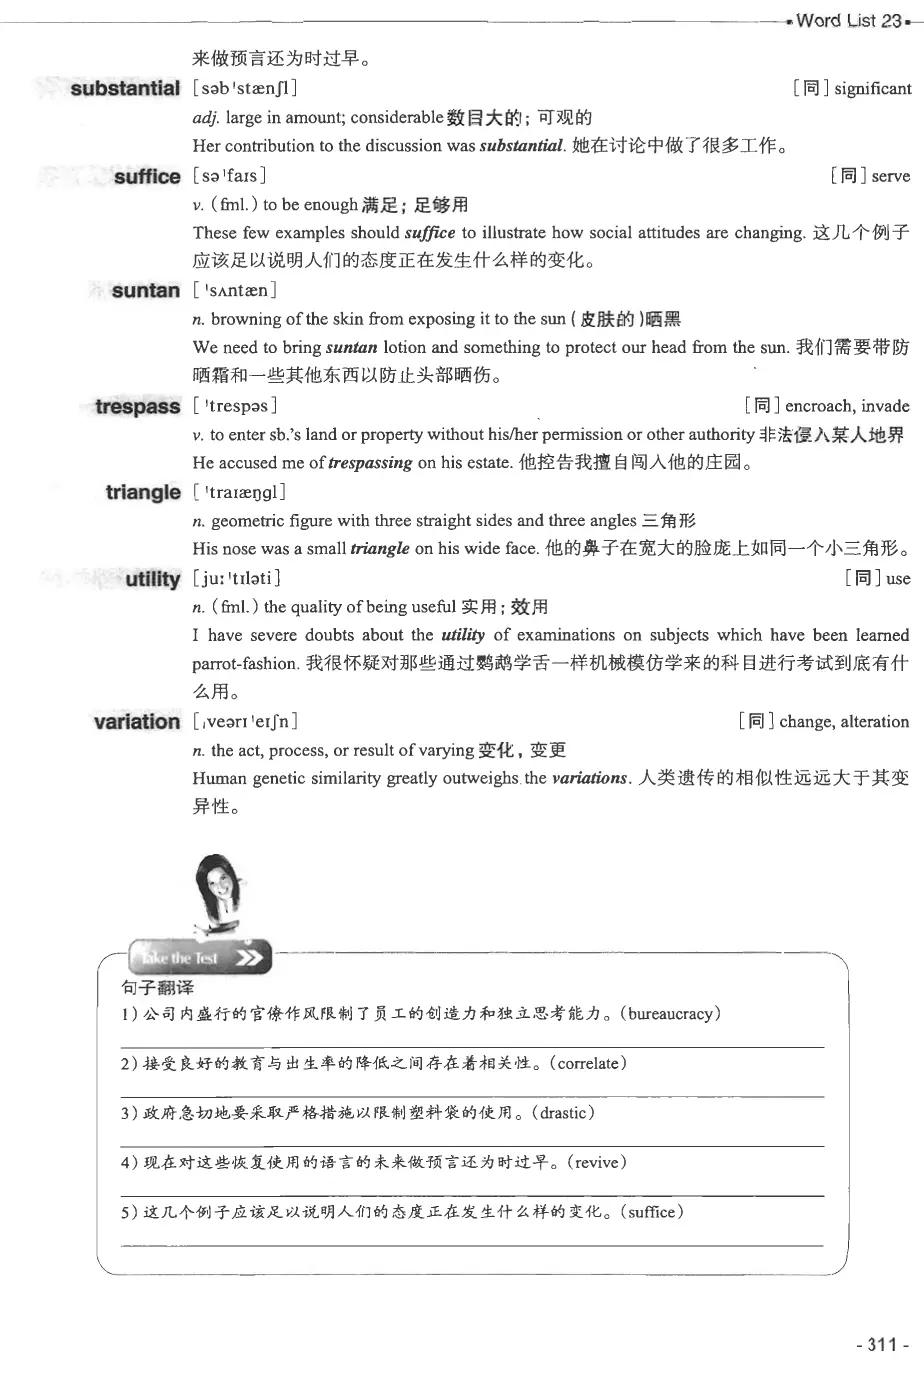 Word List 23
来做预言还为时过早。
substantial [səbˈstænʃl] [同] significant
adj. large in amount; considerable 数目大的; 可观的
Her contribution to the discussion was substantial. 她在讨论中做了很多工作。
suffice [səˈfaɪs] [同] serve
v. (fml.) to be enough 满足; 足够用
These few examples should suffice to illustrate how social attitudes are changing. 这几个例子
应该足以说明人们的态度正在发生什么样的变化。
suntan [ˈsʌntæn]
n. browning of the skin from exposing it to the sun (皮肤的)晒黑
We need to bring suntan lotion and something to protect our head from the sun. 我们需要带防
晒霜和一些其他东西以防止头部晒伤。
trespass [ˈtrespəs] [同] encroach, invade
v. to enter sb.'s land or property without his/her permission or other authority 非法侵入某人地界
He accused me of trespassing on his estate. 他控告我擅自闯入他的庄园。
triangle [ˈtraɪæŋgl]
n. geometric figure with three straight sides and three angles 三角形
His nose was a small triangle on his wide face. 他的鼻子在宽大的脸庞上如同一个小三角形。
utility [juːˈtɪləti] [同] use
n. (fml.) the quality of being useful 实用; 效用
I have severe doubts about the utility of examinations on subjects which have been learned
parrot-fashion. 我很怀疑对那些通过鹦鹉学舌一样机械模仿学来的科目进行考试到底有什
么用。
variation [ˌveərɪˈeɪʃn] [同] change, alteration
n. the act, process, or result of varying 变化, 变更
Human genetic similarity greatly outweighs the variations. 人类遗传的相似性远远大于其变
异性。
Take the Test
句子翻译
1) 公司内盛行的官僚作风限制了员工的创造力和独立思考能力。(bureaucracy)
2) 接受良好的教育与出生率的降低之间存在着相关性。(correlate)
3) 政府急切地要采取严格措施以限制塑料袋的使用。(drastic)
4) 现在对这些恢复使用的语言的未来做预言还为时过早。(revive)
5) 这几个例子应该足以说明人们的态度正在发生什么样的变化。(suffice)
- 311 -